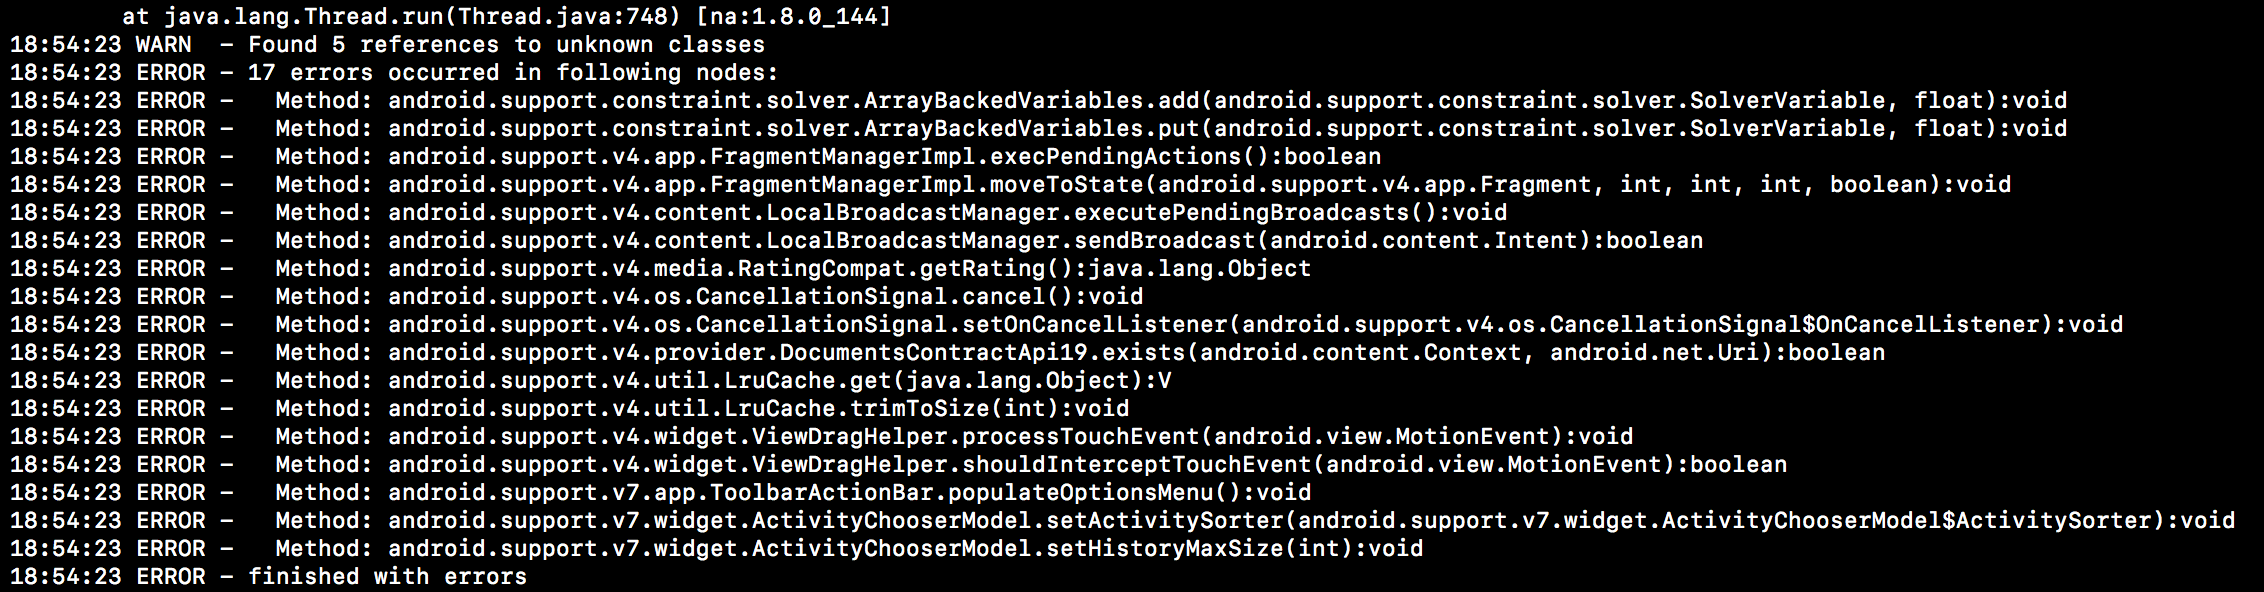 at java.lang.Thread.run(Thread.java:748) [na:1.8.0_144]
18:54:23 WARN  - Found 5 references to unknown classes
18:54:23 ERROR - 17 errors occurred in following nodes:
18:54:23 ERROR -   Method: android.support.constraint.solver.ArrayBackedVariables.add(android.support.constraint.solver.SolverVariable, float):void
18:54:23 ERROR -   Method: android.support.constraint.solver.ArrayBackedVariables.put(android.support.constraint.solver.SolverVariable, float):void
18:54:23 ERROR -   Method: android.support.v4.app.FragmentManagerImpl.execPendingActions():boolean
18:54:23 ERROR -   Method: android.support.v4.app.FragmentManagerImpl.moveToState(android.support.v4.app.Fragment, int, int, int, boolean):void
18:54:23 ERROR -   Method: android.support.v4.content.LocalBroadcastManager.executePendingBroadcasts():void
18:54:23 ERROR -   Method: android.support.v4.content.LocalBroadcastManager.sendBroadcast(android.content.Intent):boolean
18:54:23 ERROR -   Method: android.support.v4.media.RatingCompat.getRating():java.lang.Object
18:54:23 ERROR -   Method: android.support.v4.os.CancellationSignal.cancel():void
18:54:23 ERROR -   Method: android.support.v4.os.CancellationSignal.setOnCancelListener(android.support.v4.os.CancellationSignal$OnCancelListener):void
18:54:23 ERROR -   Method: android.support.v4.provider.DocumentsContractApi19.exists(android.content.Context, android.net.Uri):boolean
18:54:23 ERROR -   Method: android.support.v4.util.LruCache.get(java.lang.Object):V
18:54:23 ERROR -   Method: android.support.v4.util.LruCache.trimToSize(int):void
18:54:23 ERROR -   Method: android.support.v4.widget.ViewDragHelper.processTouchEvent(android.view.MotionEvent):void
18:54:23 ERROR -   Method: android.support.v4.widget.ViewDragHelper.shouldInterceptTouchEvent(android.view.MotionEvent):boolean
18:54:23 ERROR -   Method: android.support.v7.app.ToolbarActionBar.populateOptionsMenu():void
18:54:23 ERROR -   Method: android.support.v7.widget.ActivityChooserModel.setActivitySorter(android.support.v7.widget.ActivityChooserModel$ActivitySorter):void
18:54:23 ERROR -   Method: android.support.v7.widget.ActivityChooserModel.setHistoryMaxSize(int):void
18:54:23 ERROR - finished with errors